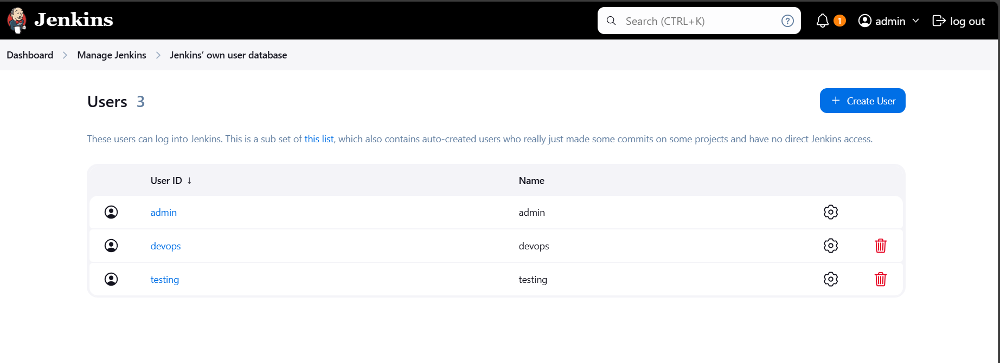 Jenkins
Search (CTRL+K)
?
1
admin
log out
Dashboard > Manage Jenkins > Jenkins’ own user database
Users 3
+ Create User
These users can log into Jenkins. This is a sub set of this list, which also contains auto-created users who really just made some commits on some projects and have no direct Jenkins access.
User ID ↓ Name
admin admin
devops devops
testing testing